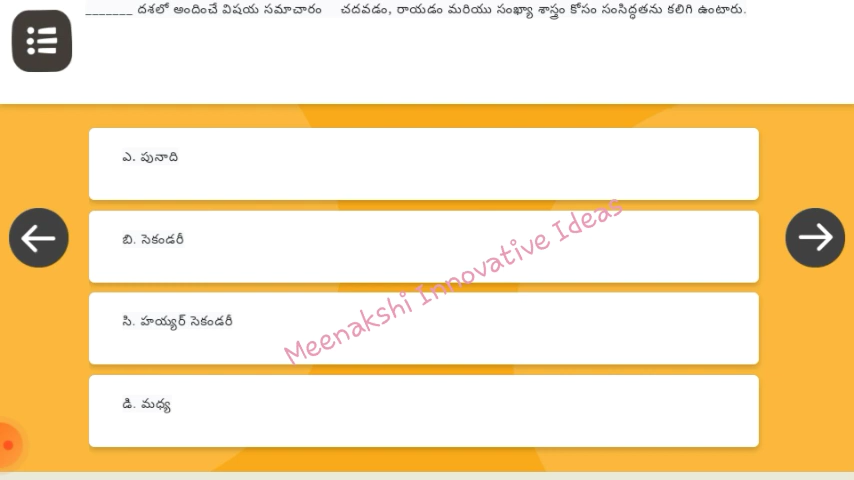 _______ దశలో అందించే విషయ సమాచారం చదవడం, రాయడం మరియు సంఖ్యా శాస్త్రం కోసం సంసిద్ధతను కలిగి ఉంటారు.
ఎ. పునాది
బి. సెకండరీ
సి. హయ్యర్ సెకండరీ
డి. మధ్య
Meenakshi Innovative Ideas